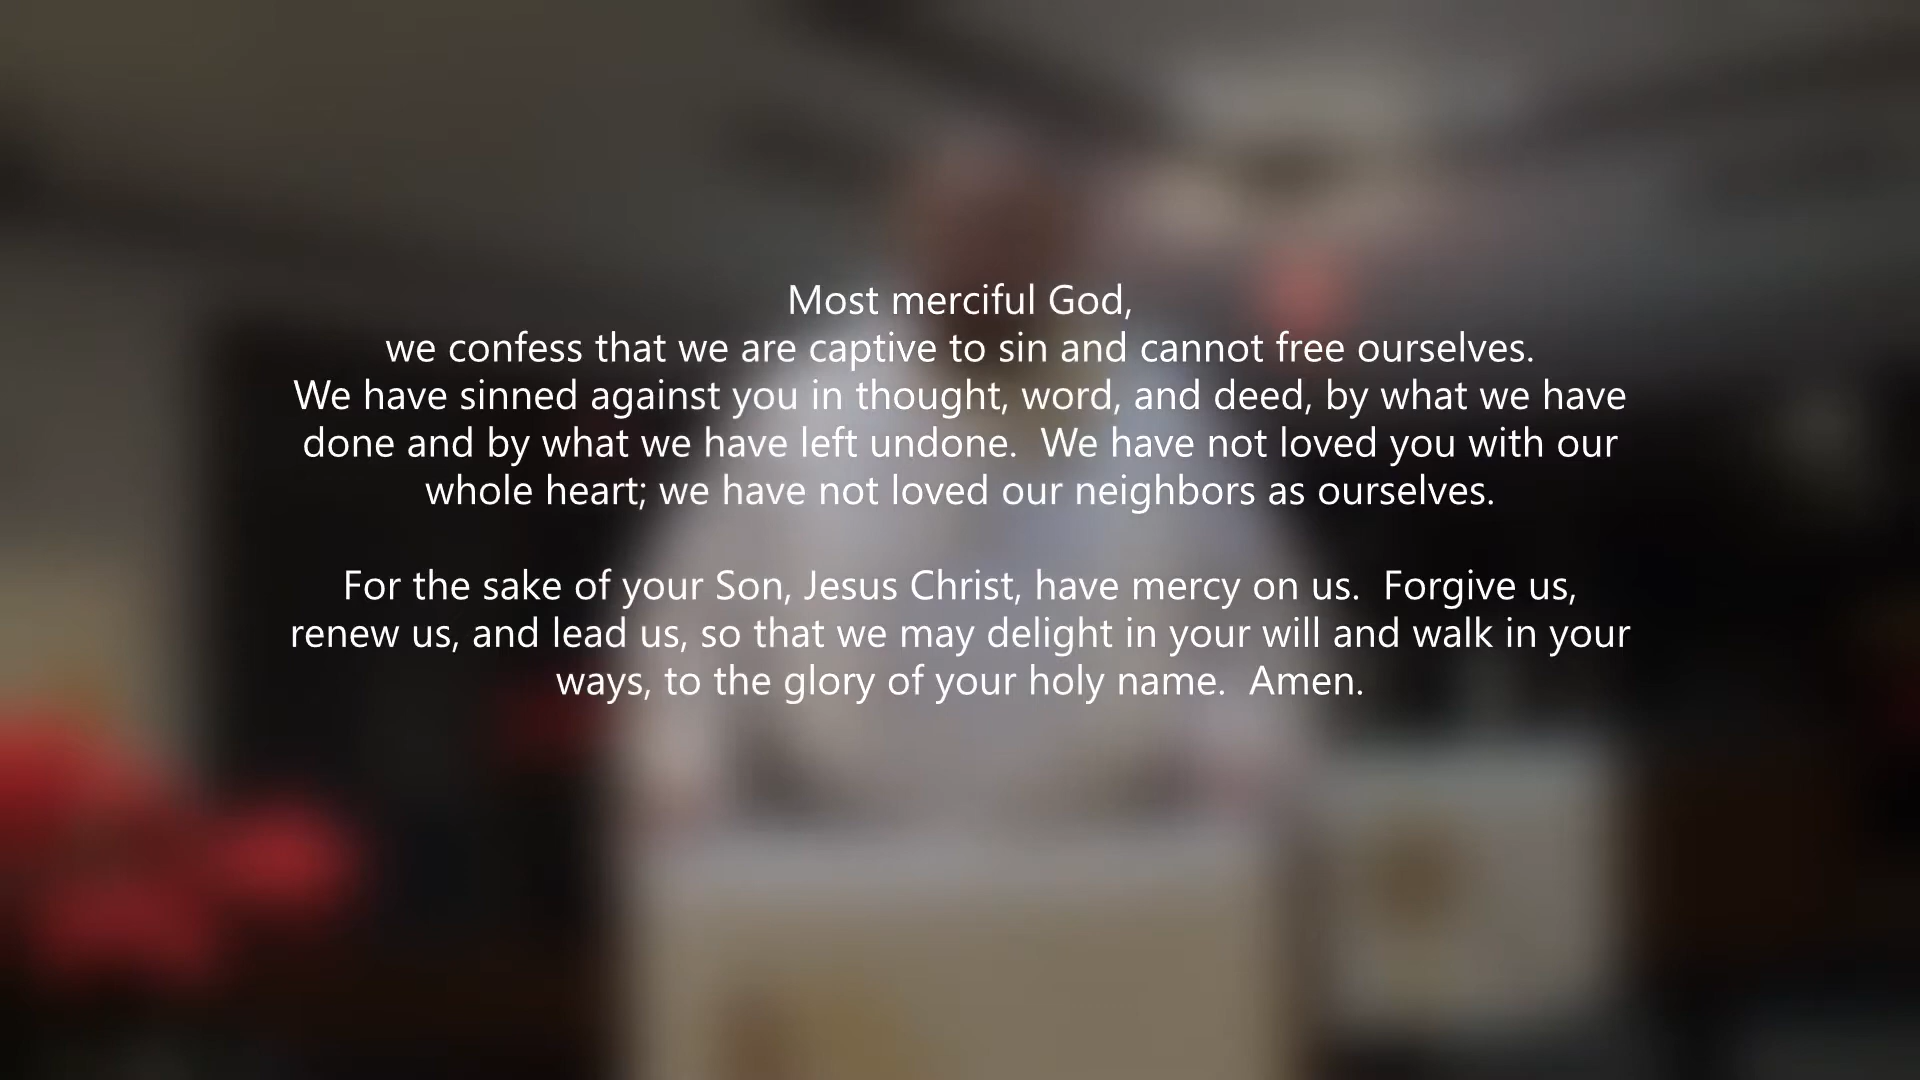 Most merciful God,
we confess that we are captive to sin and cannot free ourselves.
We have sinned against you in thought, word, and deed, by what we have
done and by what we have left undone.  We have not loved you with our
whole heart; we have not loved our neighbors as ourselves.

For the sake of your Son, Jesus Christ, have mercy on us.  Forgive us,
renew us, and lead us, so that we may delight in your will and walk in your
ways, to the glory of your holy name.  Amen.